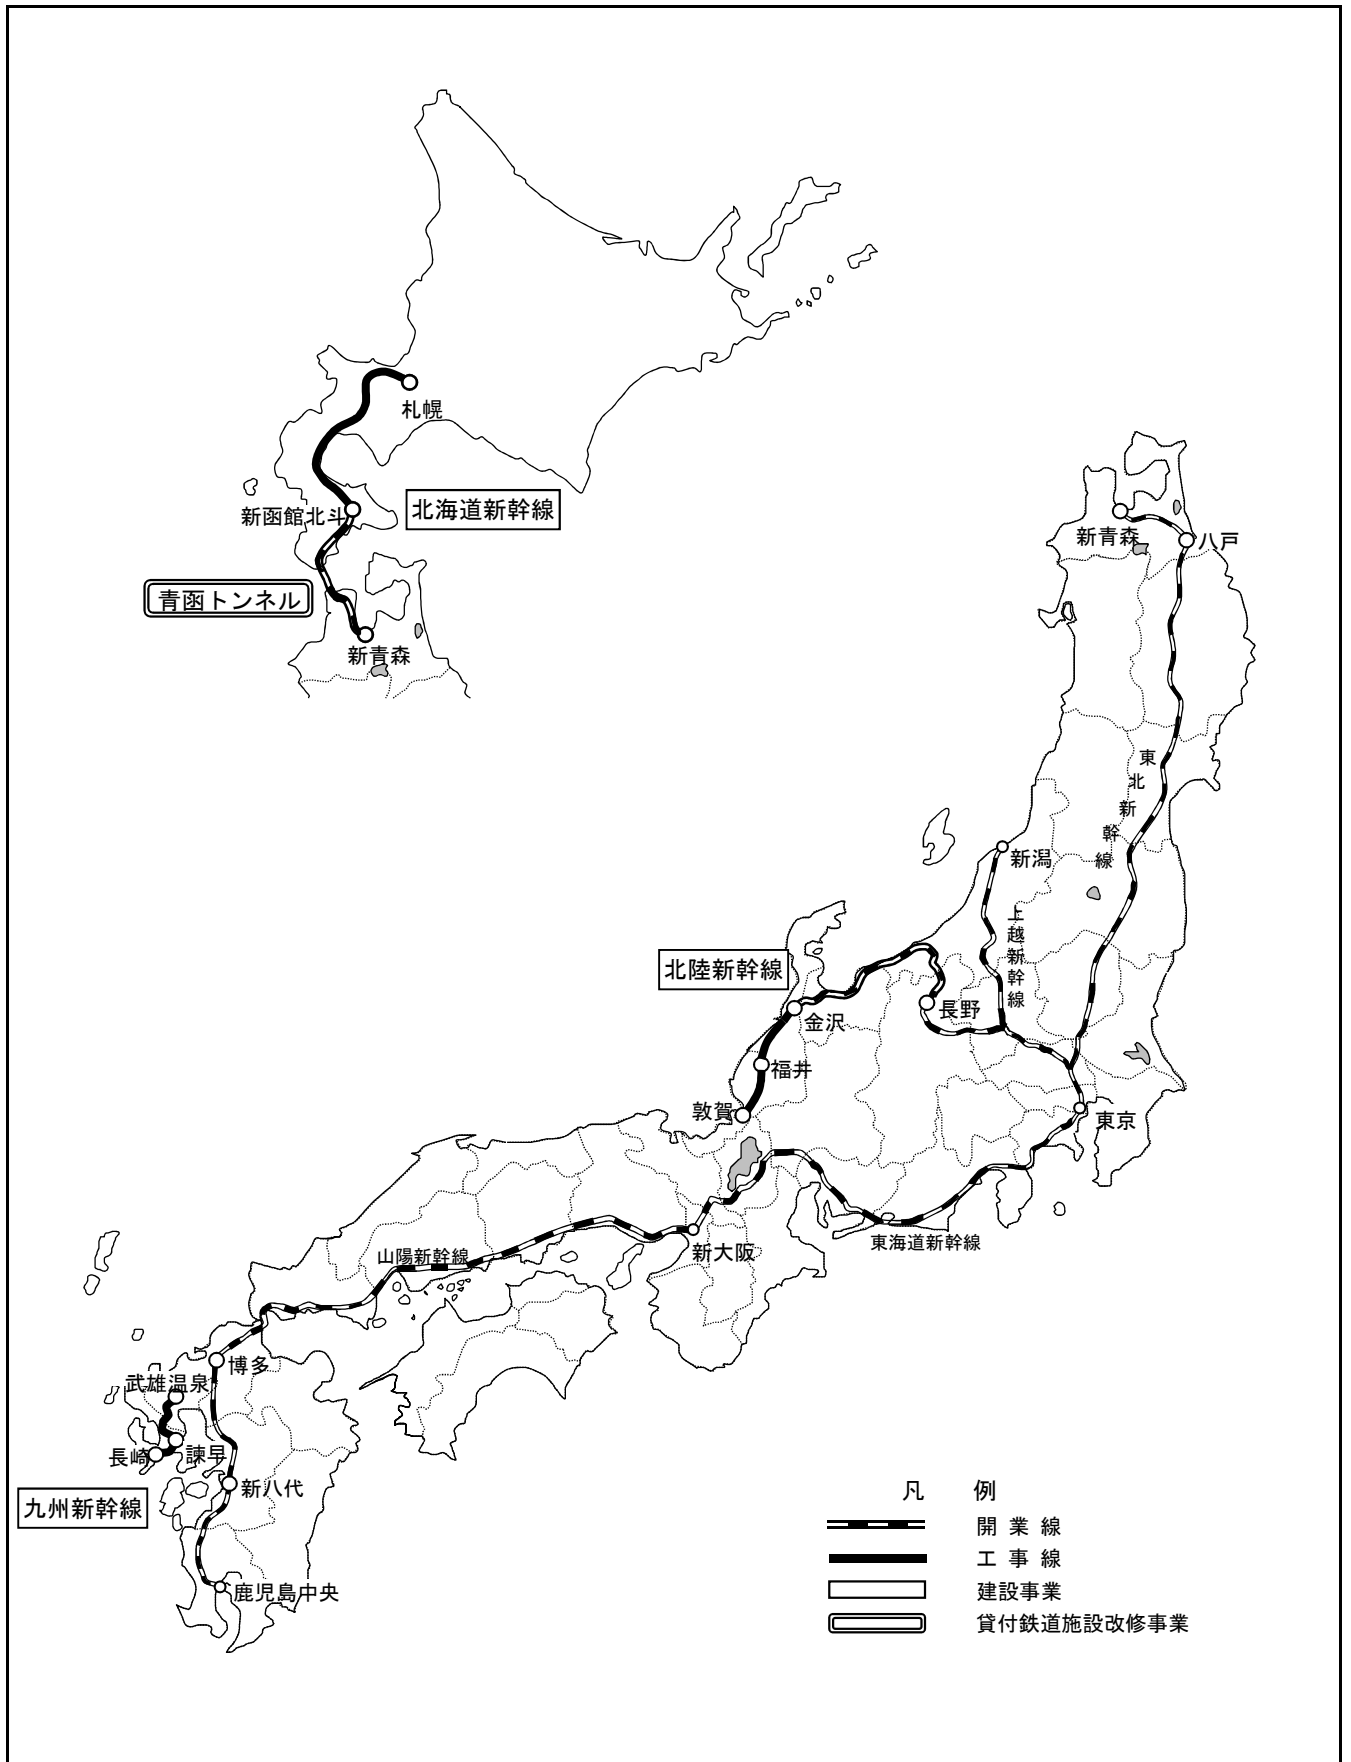 札幌
新函館北斗
北海道新幹線
青函トンネル
新青森
新青森
八戸
東北新幹線
新潟
上越新幹線
北陸新幹線
長野
金沢
福井
敦賀
東京
新大阪
東海道新幹線
山陽新幹線
博多
武雄温泉
長崎
諫早
新八代
九州新幹線
鹿児島中央
凡 例
開業線
工事線
建設事業
貸付鉄道施設改修事業